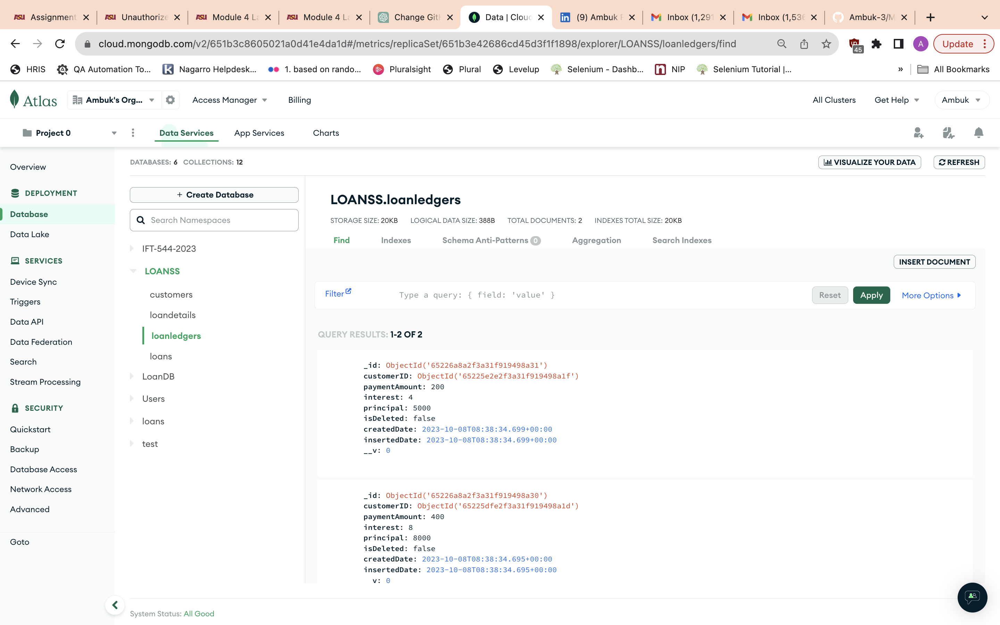 Assignment
Unauthorize
Module 4 La
Module 4 La
Change Gith
Data | Clouc
(9) Ambuk
Inbox (1,291
Inbox (1,536
Ambuk-3/M
cloud.mongodb.com/v2/651b3c8605021a0d41e4da1d#/metrics/replicaSet/651b3e42686cd45d3f1f1898/explorer/LOANSS/loanledgers/find
45
A
Update
HRIS
QA Automation To...
Nagarro Helpdesk...
1. based on rando...
Pluralsight
Plural
Levelup
Selenium - Dashb...
NIP
Selenium Tutorial |...
»
All Bookmarks
Atlas
Ambuk's Org...
Access Manager
Billing
All Clusters
Get Help
Ambuk
Project 0
Data Services
App Services
Charts
Overview
DEPLOYMENT
Database
Data Lake
SERVICES
Device Sync
Triggers
Data API
Data Federation
Search
Stream Processing
SECURITY
Quickstart
Backup
Database Access
Network Access
Advanced
Goto
DATABASES: 6 COLLECTIONS: 12
VISUALIZE YOUR DATA
REFRESH
+ Create Database
Search Namespaces
IFT-544-2023
LOANSS
customers
loandetails
loanledgers
loans
LoanDB
Users
loans
test
LOANSS.loanledgers
STORAGE SIZE: 20KB LOGICAL DATA SIZE: 388B TOTAL DOCUMENTS: 2 INDEXES TOTAL SIZE: 20KB
Find
Indexes
Schema Anti-Patterns 0
Aggregation
Search Indexes
INSERT DOCUMENT
Filter
Type a query: { field: 'value' }
Reset
Apply
More Options
QUERY RESULTS: 1-2 OF 2
_id: ObjectId('65226a8a2f3a31f919498a31')
customerID: ObjectId('65225e2e2f3a31f919498a1f')
paymentAmount: 200
interest: 4
principal: 5000
isDeleted: false
createdDate: 2023-10-08T08:38:34.699+00:00
insertedDate: 2023-10-08T08:38:34.699+00:00
__v: 0
_id: ObjectId('65226a8a2f3a31f919498a30')
customerID: ObjectId('65225dfe2f3a31f919498a1d')
paymentAmount: 400
interest: 8
principal: 8000
isDeleted: false
createdDate: 2023-10-08T08:38:34.695+00:00
insertedDate: 2023-10-08T08:38:34.695+00:00
v: 0
System Status: All Good